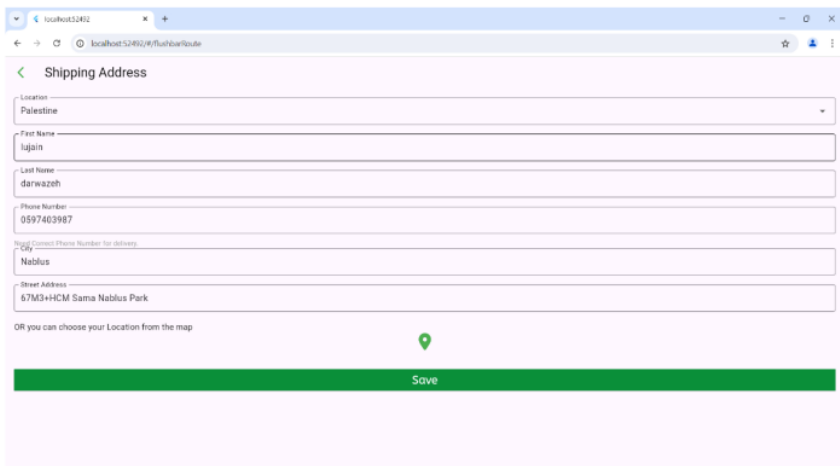 localhost:52492
localhost:52492/#/flushbarRoute
Shipping Address
Location
Palestine
First Name
lujain
Last Name
darwazeh
Phone Number
0597403987
Need Correct Phone Number for delivery.
City
Nablus
Street Address
67M3+HCM Sama Nablus Park
OR you can choose your Location from the map
Save